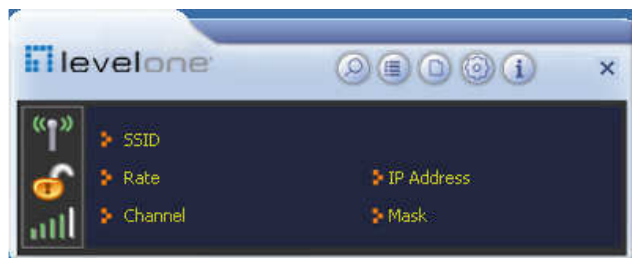 levelone
SSID
Rate
IP Address
Channel
Mask